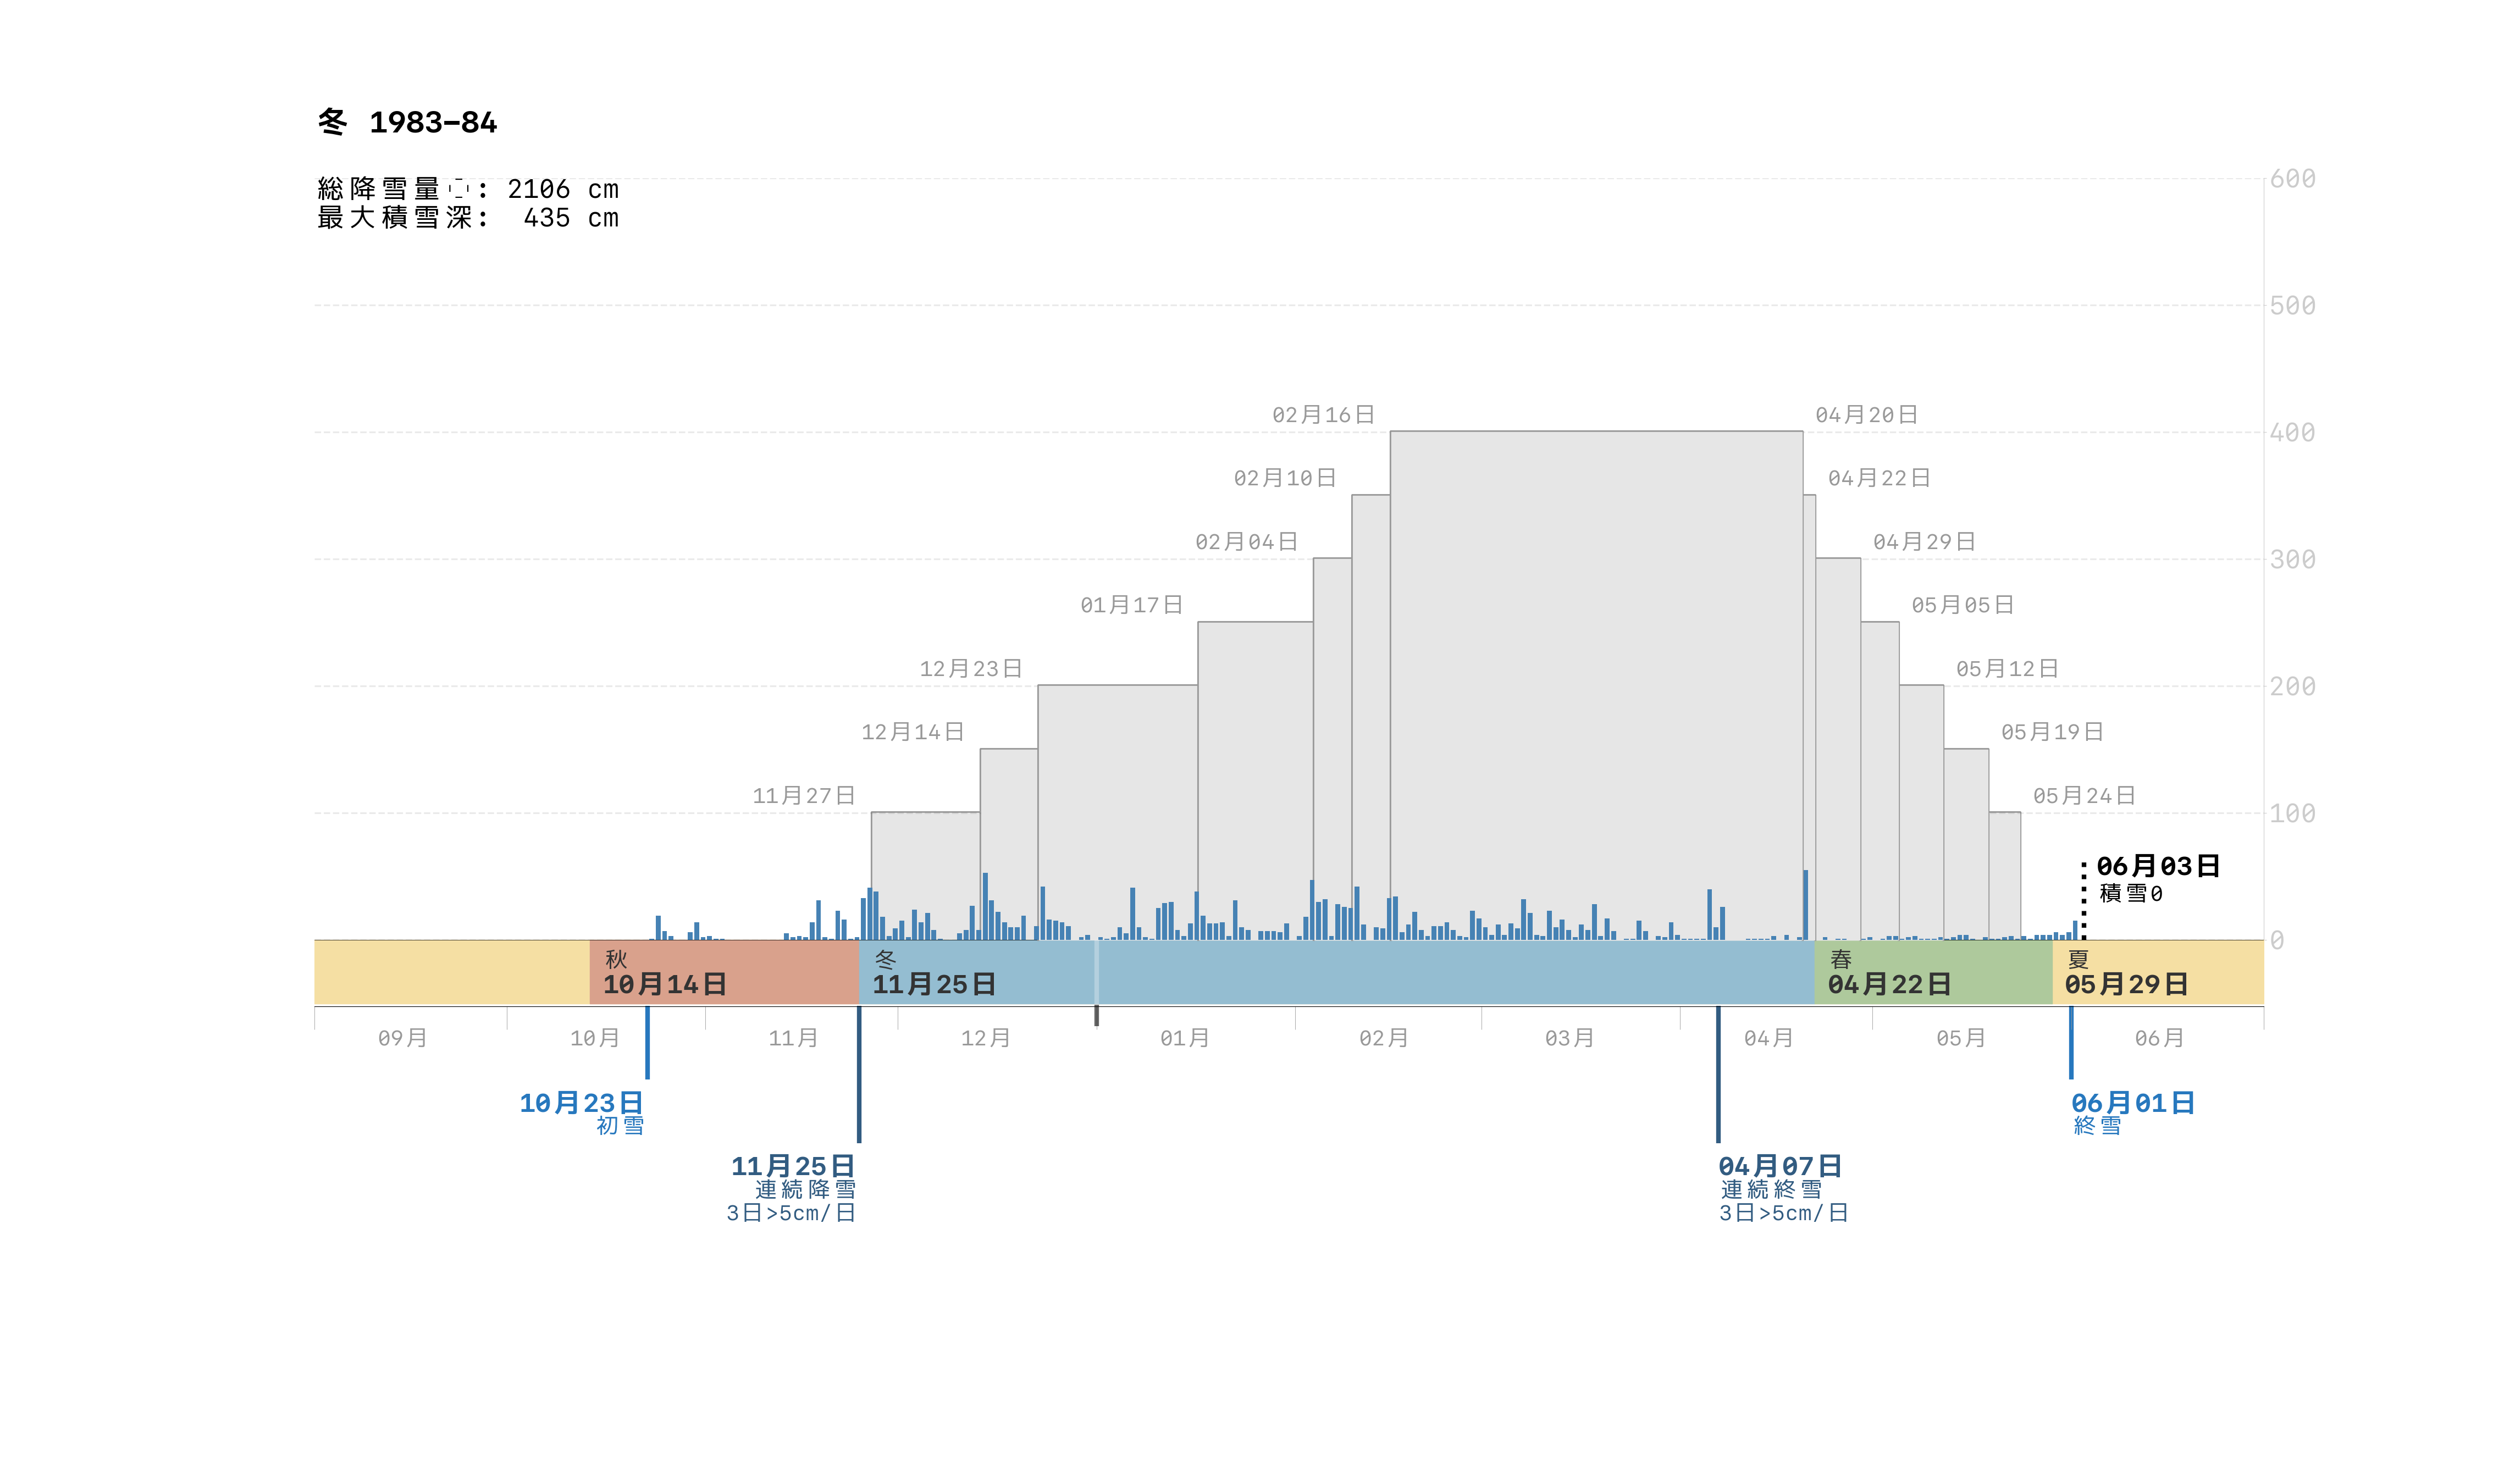 冬 1983–84
総降雪量: 2106 cm
最大積雪深: 435 cm
600
500
02月16日
04月20日
400
02月10日
04月22日
02月04日
04月29日
300
01月17日
05月05日
12月23日
05月12日
200
12月14日
05月19日
11月27日
05月24日
100
06月03日
積雪0
0
秋
10月14日
冬
11月25日
春
04月22日
夏
05月29日
09月
10月
11月
12月
01月
02月
03月
04月
05月
06月
10月23日
初雪
06月01日
終雪
11月25日
連続降雪
3日>5cm/日
04月07日
連続終雪
3日>5cm/日